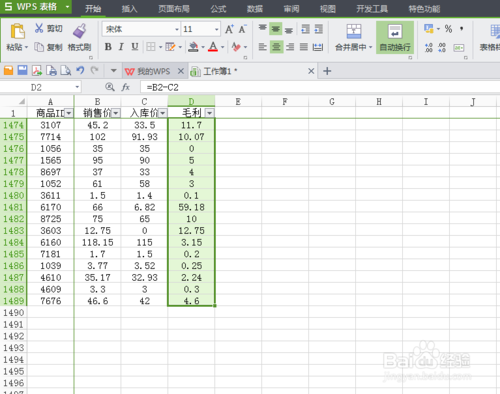 S WPS 表格 开始 插入 页面布局 公式 数据 审阅 视图 开发工具 特色功能
剪切 宋体 11 A A
粘贴 复制 格式刷 B I U A 合并居中 自动换行 % 表格样
我的WPS 工作簿1 *
D2 fx =B2-C2
A B C D E F G H I J
1 商品ID 销售价 入库价 毛利
1474 3107 45.2 33.5 11.7
1475 7714 102 91.93 10.07
1476 1056 35 35 0
1477 1565 95 90 5
1478 8697 37 33 4
1479 1052 61 58 3
1480 3611 1.5 1.4 0.1
1481 6170 66 6.82 59.18
1482 8725 75 65 10
1483 3603 12.75 0 12.75
1484 6160 118.15 115 3.15
1485 7181 1.7 1.5 0.2
1486 1039 3.77 3.52 0.25
1487 4610 35.17 32.93 2.24
1488 4609 3.3 3 0.3
1489 7676 46.6 42 4.6
1490
1491
1492
1493
1494
1495
1496
1497
Baidu 经验
jingyan.baidu.com